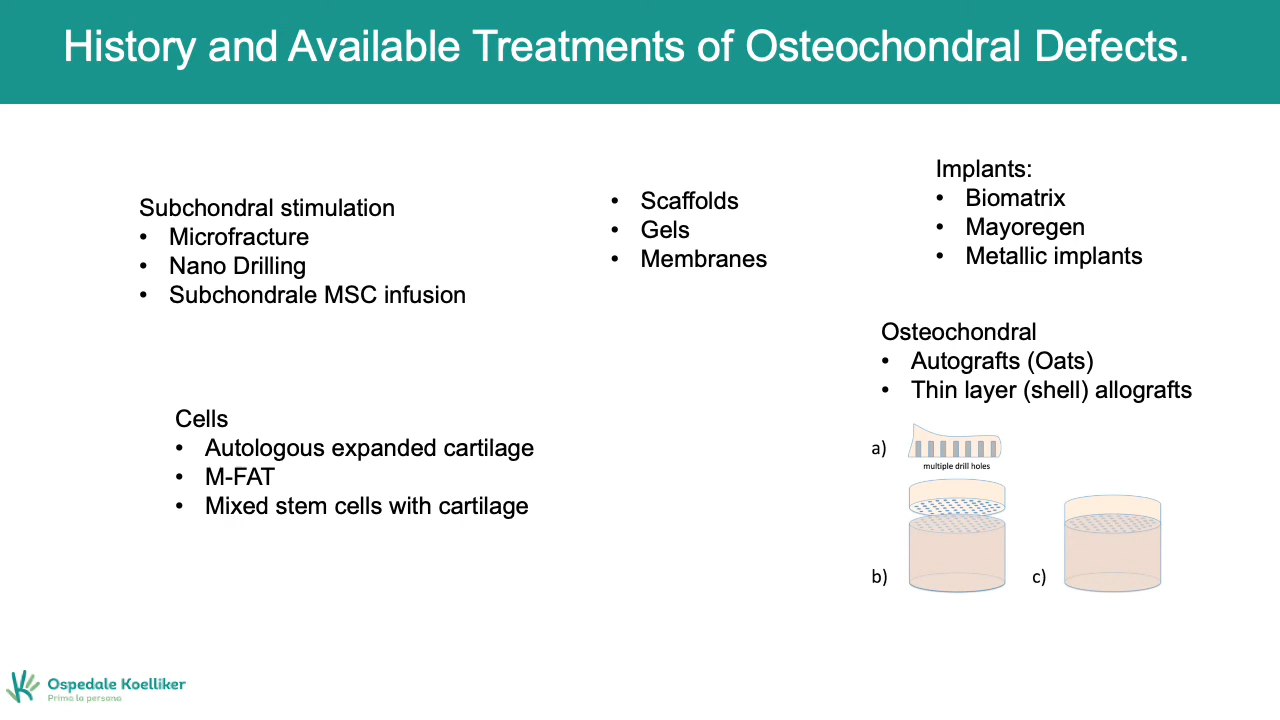 History and Available Treatments of Osteochondral Defects.
Subchondral stimulation
• Microfracture
• Nano Drilling
• Subchondrale MSC infusion
• Scaffolds
• Gels
• Membranes
Implants:
• Biomatrix
• Mayoregen
• Metallic implants
Osteochondral
• Autografts (Oats)
• Thin layer (shell) allografts
Cells
• Autologous expanded cartilage
• M-FAT
• Mixed stem cells with cartilage
a)
multiple drill holes
b)
c)
Ospedale Koelliker
Prima la persona